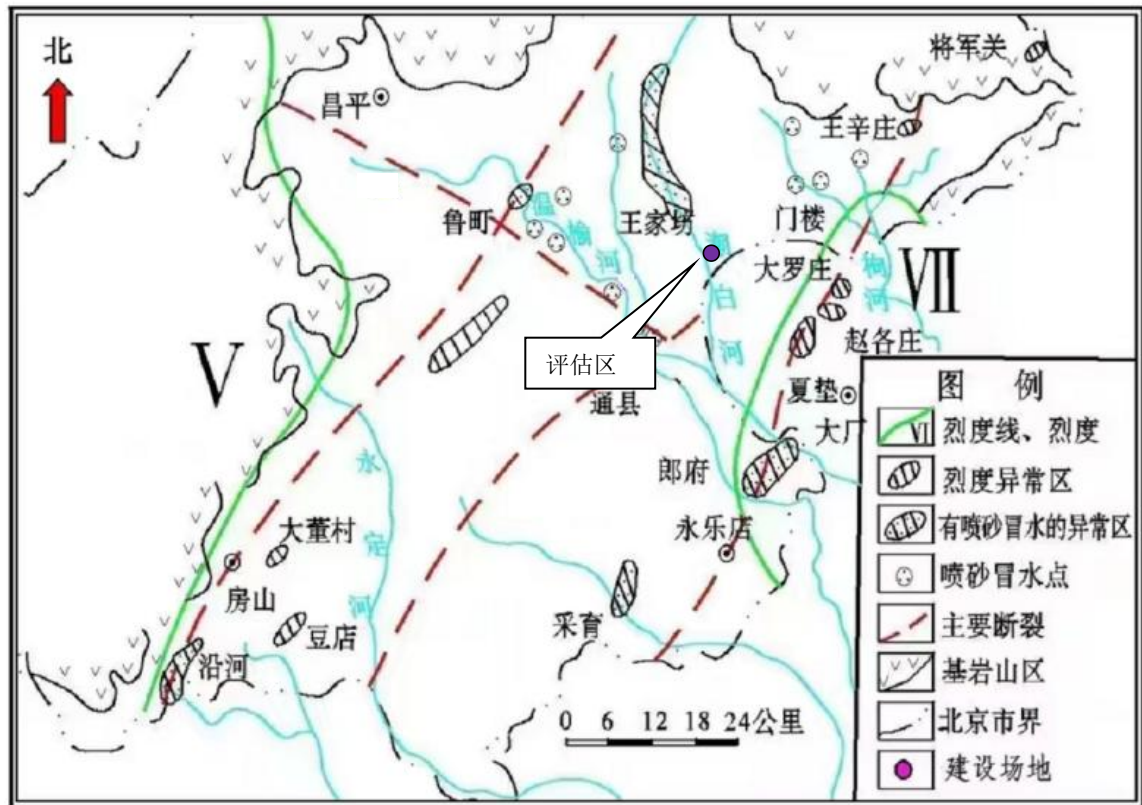 北
将军关
昌平
王辛庄
鲁町
温
榆
河
王家场
潮
白
河
门楼
大罗庄
泃
河
Ⅶ
赵各庄
评估区
Ⅴ
通县
夏垫
大厂
郎府
永
定
河
大董村
永乐店
房山
采育
豆店
沿河
0 6 12 18 24公里
图 例
Ⅶ 烈度线、烈度
烈度异常区
有喷砂冒水的异常区
喷砂冒水点
主要断裂
基岩山区
北京市界
建设场地